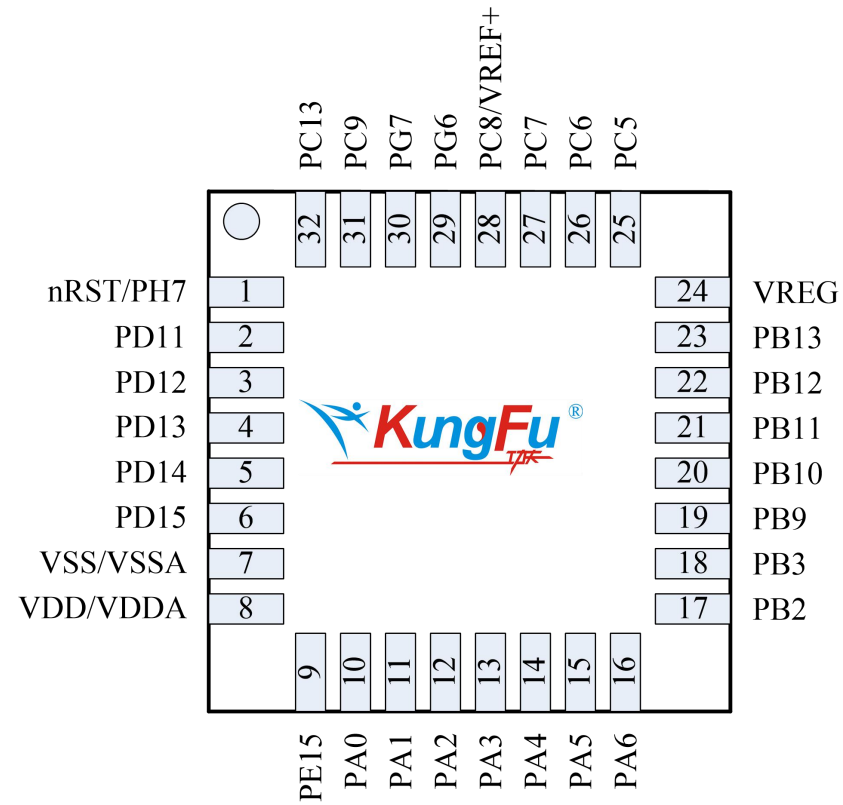 PC13 PC9 PG7 PG6 PC8/VREF+ PC7 PC6 PC5
32 31 30 29 28 27 26 25
nRST/PH7 1 24 VREG
PD11 2 23 PB13
PD12 3 22 PB12
PD13 4 21 PB11
PD14 5 20 PB10
PD15 6 19 PB9
VSS/VSSA 7 18 PB3
VDD/VDDA 8 17 PB2
KungFu®
9 10 11 12 13 14 15 16
PE15 PA0 PA1 PA2 PA3 PA4 PA5 PA6